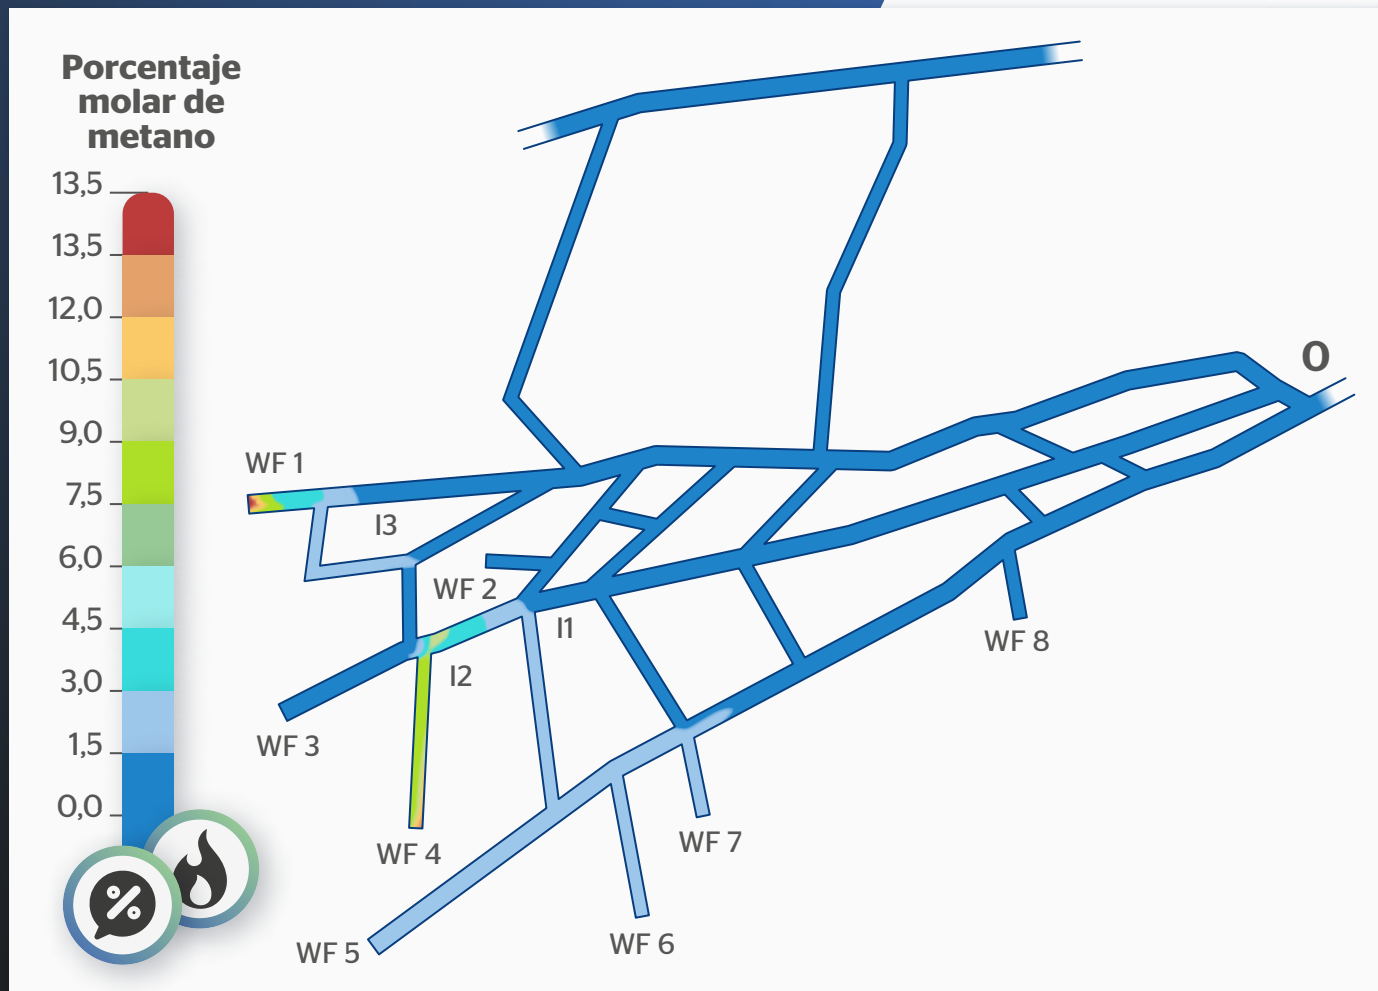 Porcentaje
molar de
metano
13,5
13,5
12,0
10,5
9,0
7,5
6,0
4,5
3,0
1,5
0,0
%
O
WF 1
I3
WF 2
I1
I2
WF 3
WF 4
WF 5
WF 6
WF 7
WF 8